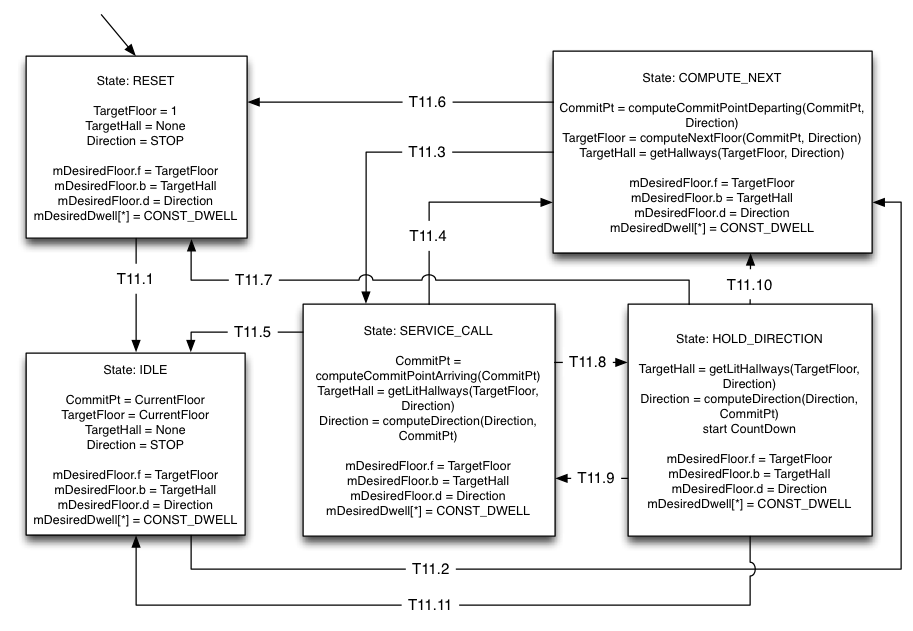 State: RESET
TargetFloor = 1
TargetHall = None
Direction = STOP
mDesiredFloor.f = TargetFloor
mDesiredFloor.b = TargetHall
mDesiredFloor.d = Direction
mDesiredDwell[*] = CONST_DWELL
T11.6
T11.3
State: COMPUTE_NEXT
CommitPt = computeCommitPointDeparting(CommitPt,
Direction)
TargetFloor = computeNextFloor(CommitPt, Direction)
TargetHall = getHallways(TargetFloor, Direction)
mDesiredFloor.f = TargetFloor
mDesiredFloor.b = TargetHall
mDesiredFloor.d = Direction
mDesiredDwell[*] = CONST_DWELL
T11.4
T11.1
T11.7
T11.10
T11.5
State: IDLE
CommitPt = CurrentFloor
TargetFloor = CurrentFloor
TargetHall = None
Direction = STOP
mDesiredFloor.f = TargetFloor
mDesiredFloor.b = TargetHall
mDesiredFloor.d = Direction
mDesiredDwell[*] = CONST_DWELL
State: SERVICE_CALL
CommitPt =
computeCommitPointArriving(CommitPt)
TargetHall = getLitHallways(TargetFloor,
Direction)
Direction = computeDirection(Direction,
CommitPt)
mDesiredFloor.f = TargetFloor
mDesiredFloor.b = TargetHall
mDesiredFloor.d = Direction
mDesiredDwell[*] = CONST_DWELL
T11.8
T11.9
State: HOLD_DIRECTION
TargetHall = getLitHallways(TargetFloor,
Direction)
Direction = computeDirection(Direction,
CommitPt)
start CountDown
mDesiredFloor.f = TargetFloor
mDesiredFloor.b = TargetHall
mDesiredFloor.d = Direction
mDesiredDwell[*] = CONST_DWELL
T11.2
T11.11